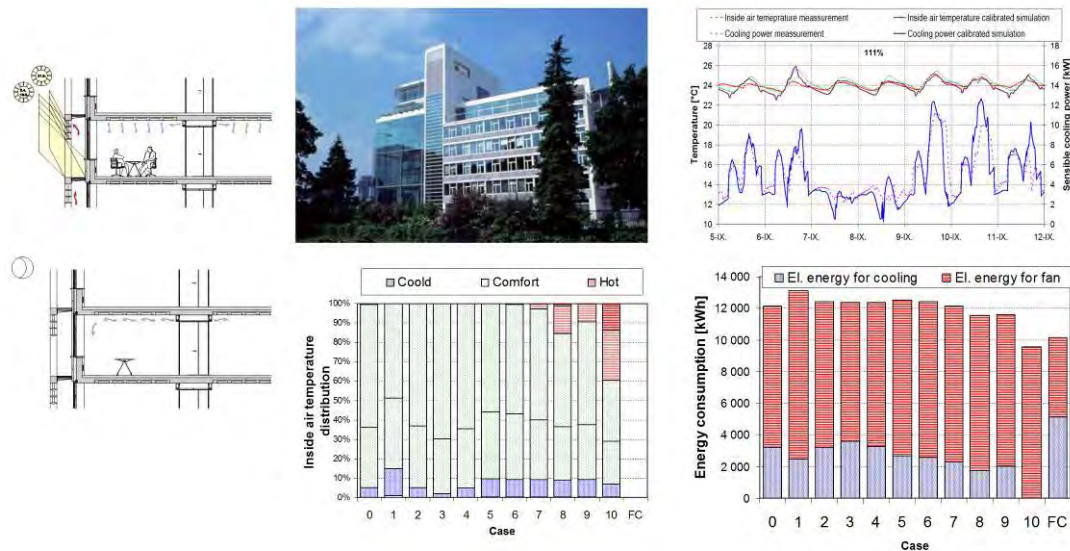 Inside air temeprature measurement
Inside air temperature calibrated simulation
Cooling power meassurement
Cooling power calibrated simulation
111%
Temperature [°C]
28
26
24
22
20
18
16
14
12
10
Sensible cooling power [kW]
18
16
14
12
10
8
6
4
2
0
5-IX. 6-IX. 7-IX. 8-IX. 9-IX. 10-IX. 11-IX. 12-IX.
Coold Comfort Hot
Inside air temperature
distribution
100%
90%
80%
70%
60%
50%
40%
30%
20%
10%
0%
0 1 2 3 4 5 6 7 8 9 10 FC
Case
El. energy for cooling El. energy for fan
Energy consumption [kWh]
14 000
12 000
10 000
8 000
6 000
4 000
2 000
0
0 1 2 3 4 5 6 7 8 9 10 FC
Case